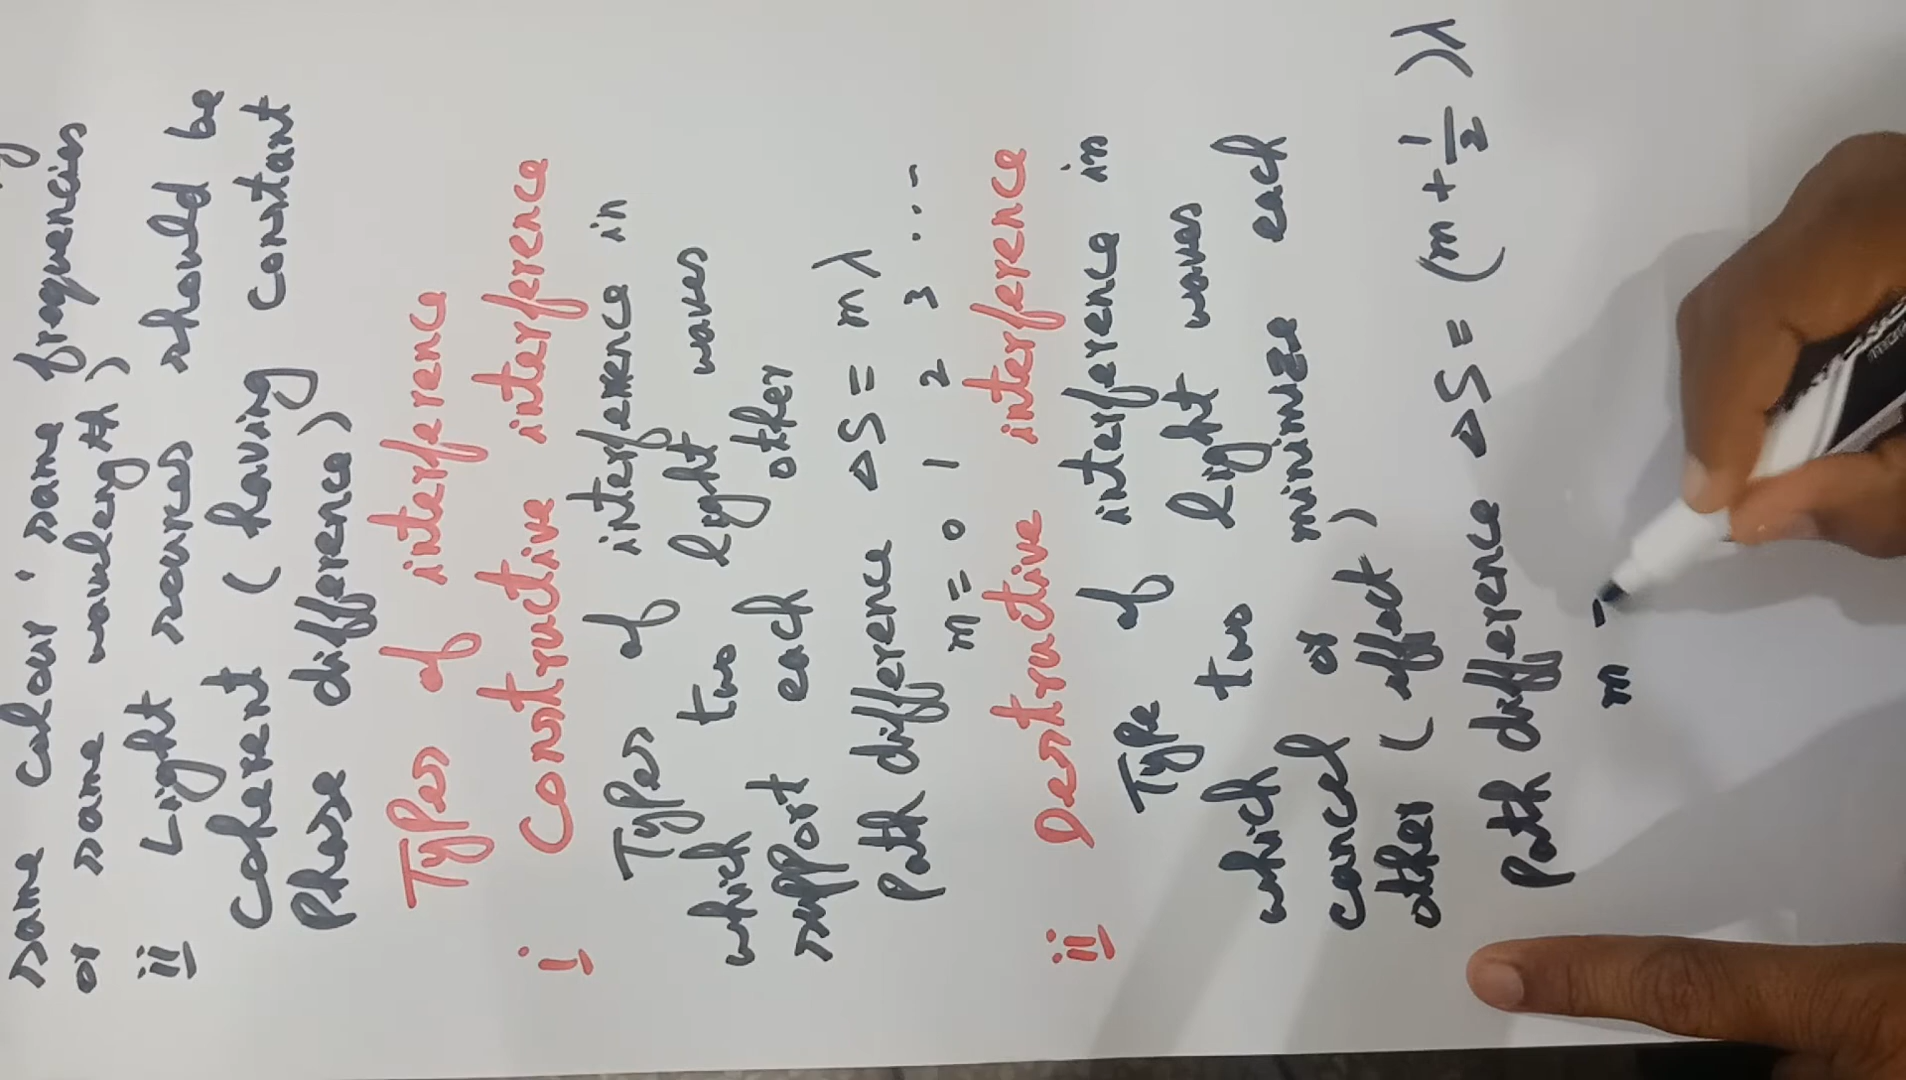 same colour, same frequencies
or same wavelength)
ii Light sources should be
Coherent (having constant
Phase difference)
Types of interference
i Constructive interference
Types of interference in
which two light waves
support each other
Path difference ΔS = mλ
m = 0 1 2 3 ...
ii Destructive interference
Type of interference in
which two light waves
cancel or minimize each
other (effect)
Path difference ΔS = (m + 1/2)λ
m -